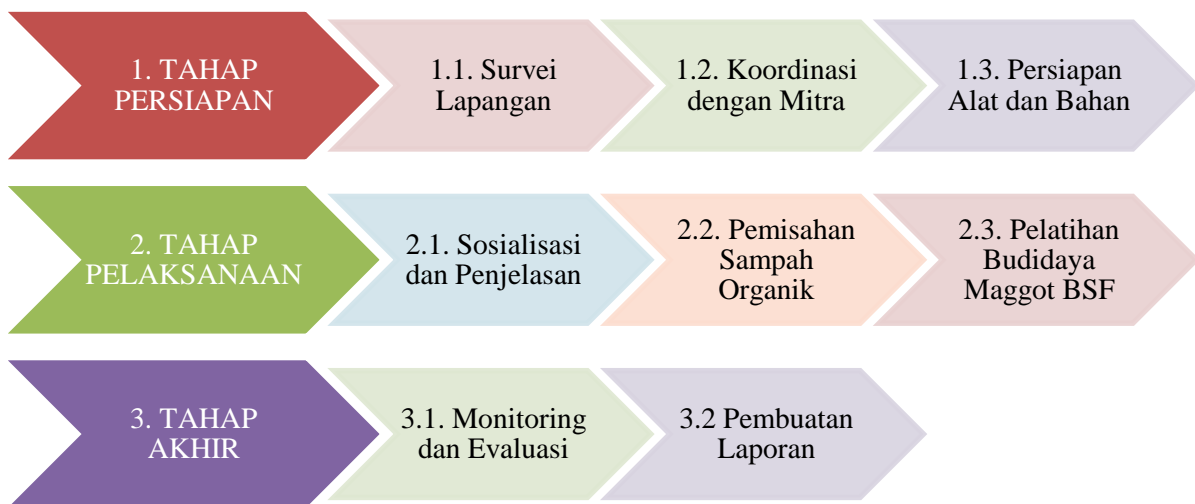 1. TAHAP
PERSIAPAN
1.1. Survei
Lapangan
1.2. Koordinasi
dengan Mitra
1.3. Persiapan
Alat dan Bahan
2. TAHAP
PELAKSANAAN
2.1. Sosialisasi
dan Penjelasan
2.2. Pemisahan
Sampah
Organik
2.3. Pelatihan
Budidaya
Maggot BSF
3. TAHAP
AKHIR
3.1. Monitoring
dan Evaluasi
3.2 Pembuatan
Laporan